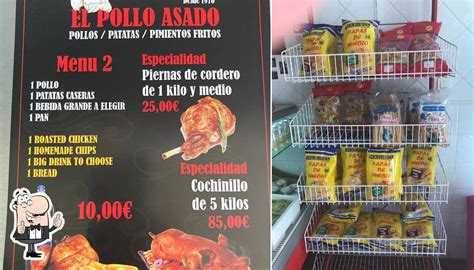 Desde 1970
EL POLLO ASADO
POLLOS / PATATAS / PIMIENTOS FRITOS
Menu 2
1 POLLO
1 PATATAS CASERAS
1 BEBIDA GRANDE A ELEGIR
1 PAN
1 ROASTED CHICKEN
1 HOMEMADE CHIPS
1 BIG DRINK TO CHOOSE
1 BREAD
10,00€
Especialidad
Piernas de cordero
de 1 kilo y medio
25,00€
Especialidad
Cochinillo
de 5 kilos
85,00€
PAPAS